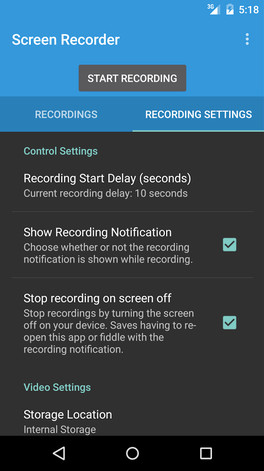 3G 5:18
Screen Recorder
START RECORDING
RECORDINGS RECORDING SETTINGS
Control Settings
Recording Start Delay (seconds)
Current recording delay: 10 seconds
Show Recording Notification
Choose whether or not the recording
notification is shown while recording.
Stop recording on screen off
Stop recordings by turning the screen
off on your device. Saves having to re-
open this app or fiddle with the
recording notification.
Video Settings
Storage Location
Internal Storage